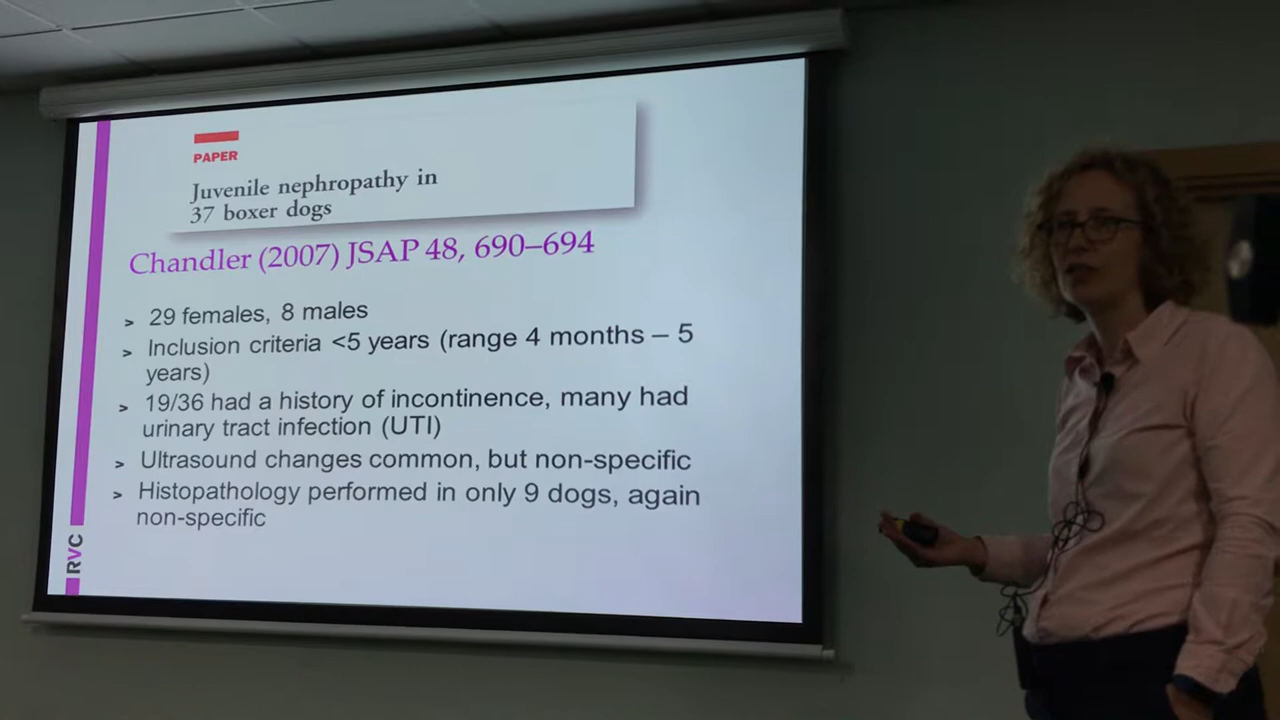 PAPER
Juvenile nephropathy in
37 boxer dogs
Chandler (2007) JSAP 48, 690–694
> 29 females, 8 males
> Inclusion criteria <5 years (range 4 months – 5
years)
> 19/36 had a history of incontinence, many had
urinary tract infection (UTI)
> Ultrasound changes common, but non-specific
> Histopathology performed in only 9 dogs, again
non-specific
RVC